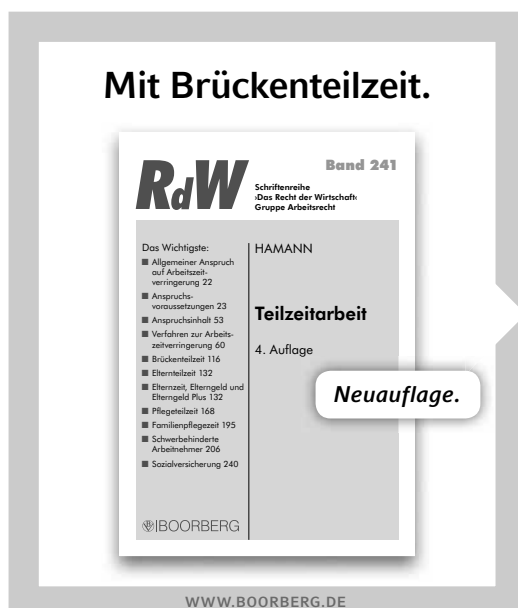 Mit Brückenteilzeit.
RdW
Band 241
Schriftenreihe
›Das Recht der Wirtschaft‹
Gruppe Arbeitsrecht
Das Wichtigste:
■ Allgemeiner Anspruch
auf Arbeitszeit-
verringerung 22
■ Anspruchs-
voraussetzungen 23
■ Anspruchsinhalt 53
■ Verfahren zur Arbeits-
zeitverringerung 60
■ Brückenteilzeit 116
■ Elternteilzeit 132
■ Elternzeit, Elterngeld und
Elterngeld Plus 132
■ Pflegeteilzeit 168
■ Familienpflegezeit 195
■ Schwerbehinderte
Arbeitnehmer 206
■ Sozialversicherung 240
HAMANN
Teilzeitarbeit
4. Auflage
Neuauflage.
BOORBERG
WWW.BOORBERG.DE